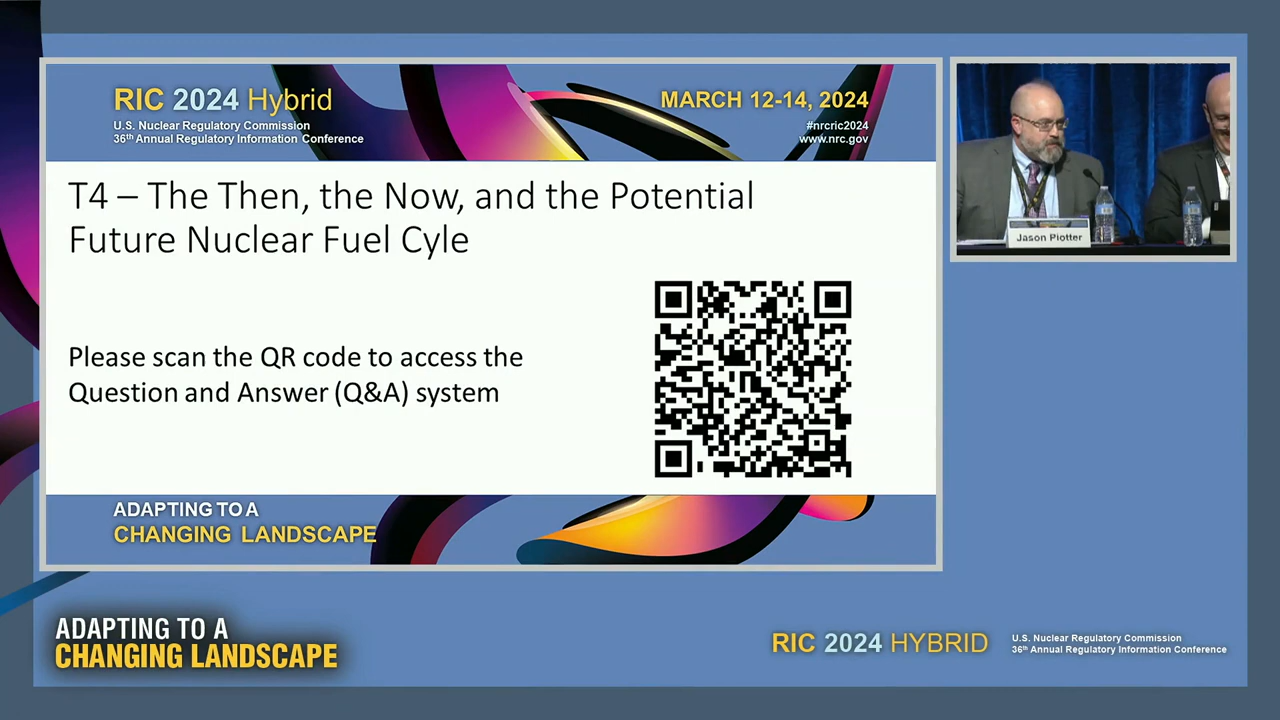 RIC 2024 Hybrid
U.S. Nuclear Regulatory Commission
36th Annual Regulatory Information Conference
MARCH 12-14, 2024
#nrcric2024
www.nrc.gov
T4 – The Then, the Now, and the Potential
Future Nuclear Fuel Cyle
Please scan the QR code to access the
Question and Answer (Q&A) system
ADAPTING TO A
CHANGING LANDSCAPE
Jason Piotter
ADAPTING TO A
CHANGING LANDSCAPE
RIC 2024 HYBRID
U.S. Nuclear Regulatory Commission
36th Annual Regulatory Information Conference